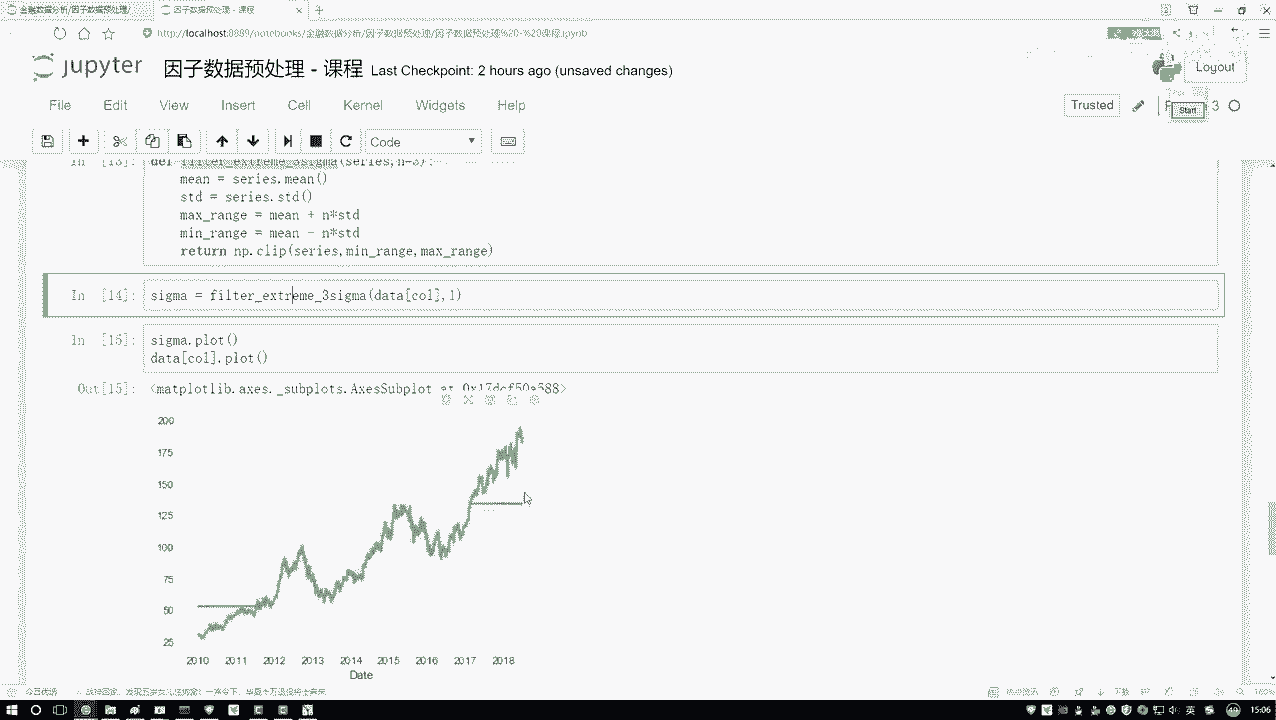 金融数据分析/因子数据预处理/
因子数据预处理 - 课程
http://localhost:8889/notebooks/金融数据分析/因子数据预处理/因子数据预处理%20-%20课程.ipynb
jupyter 因子数据预处理 - 课程 Last Checkpoint: 2 hours ago (unsaved changes)
Logout
File Edit View Insert Cell Kernel Widgets Help
Trusted
3
Start
Code
In [13]: def filter_extreme_3sigma(series,n=3):
mean = series.mean()
std = series.std()
max_range = mean + n*std
min_range = mean - n*std
return np.clip(series,min_range,max_range)
In [14]: sigma = filter_extreme_3sigma(data[col],1)
In [15]: sigma.plot()
data[col].plot()
Out[15]: <matplotlib.axes._subplots.AxesSubplot at
200
175
150
125
100
75
50
25
2010 2011 2012 2013 2014 2015 2016 2017 2018
Date
100%
英
15:06